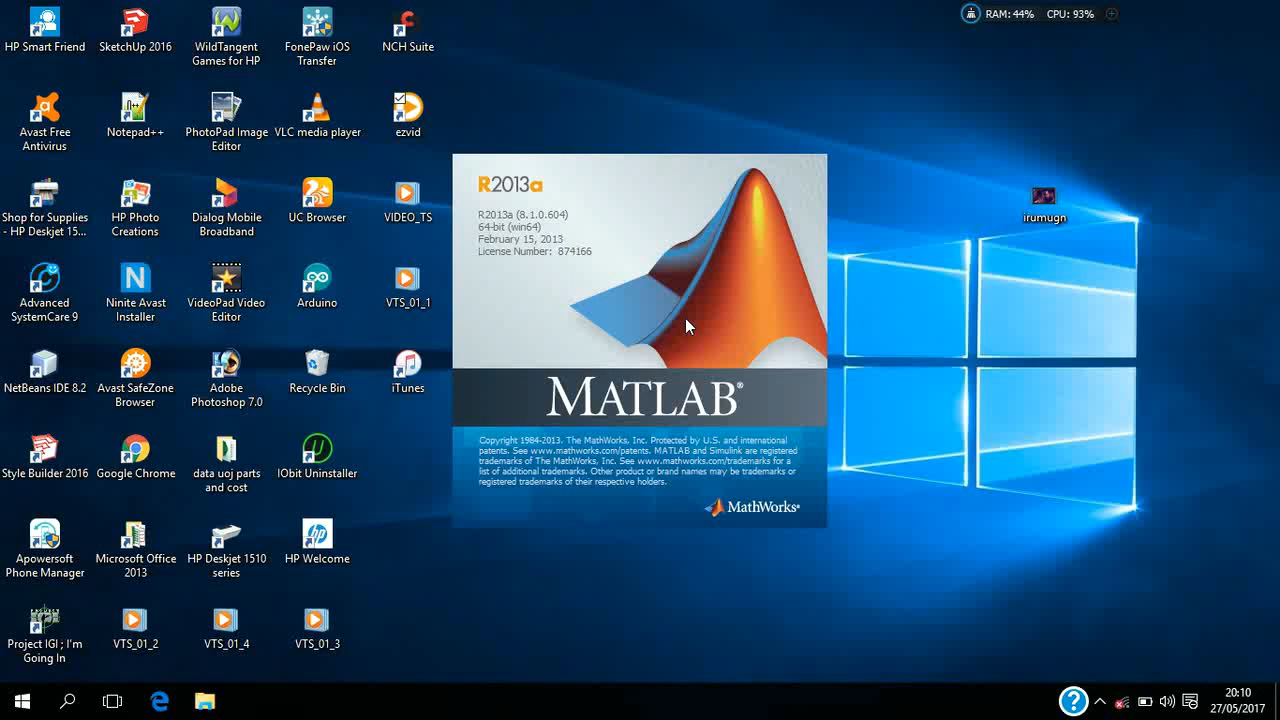 HP Smart Friend
SketchUp 2016
WildTangent
Games for HP
FonePaw iOS
Transfer
NCH Suite
RAM: 44% CPU: 93%
Avast Free
Antivirus
Notepad++
PhotoPad Image
Editor
VLC media player
ezvid
Shop for Supplies
- HP Deskjet 15...
HP Photo
Creations
Dialog Mobile
Broadband
UC Browser
VIDEO_TS
irumugn
Advanced
SystemCare 9
Ninite Avast
Installer
VideoPad Video
Editor
Arduino
VTS_01_1
NetBeans IDE 8.2
Avast SafeZone
Browser
Adobe
Photoshop 7.0
Recycle Bin
iTunes
Style Builder 2016
Google Chrome
data uoj parts
and cost
IObit Uninstaller
Apowersoft
Phone Manager
Microsoft Office
2013
HP Deskjet 1510
series
HP Welcome
Project IGI ; I'm
Going In
VTS_01_2
VTS_01_4
VTS_01_3
R2013a
R2013a (8.1.0.604)
64-bit (win64)
February 15, 2013
License Number: 874166
MATLAB®
Copyright 1984-2013. The MathWorks, Inc. Protected by U.S. and international
patents. See www.mathworks.com/patents. MATLAB and Simulink are registered
trademarks of The MathWorks, Inc. See www.mathworks.com/trademarks for a
list of additional trademarks. Other product or brand names may be trademarks or
registered trademarks of their respective holders.
MathWorks®
20:10
27/05/2017